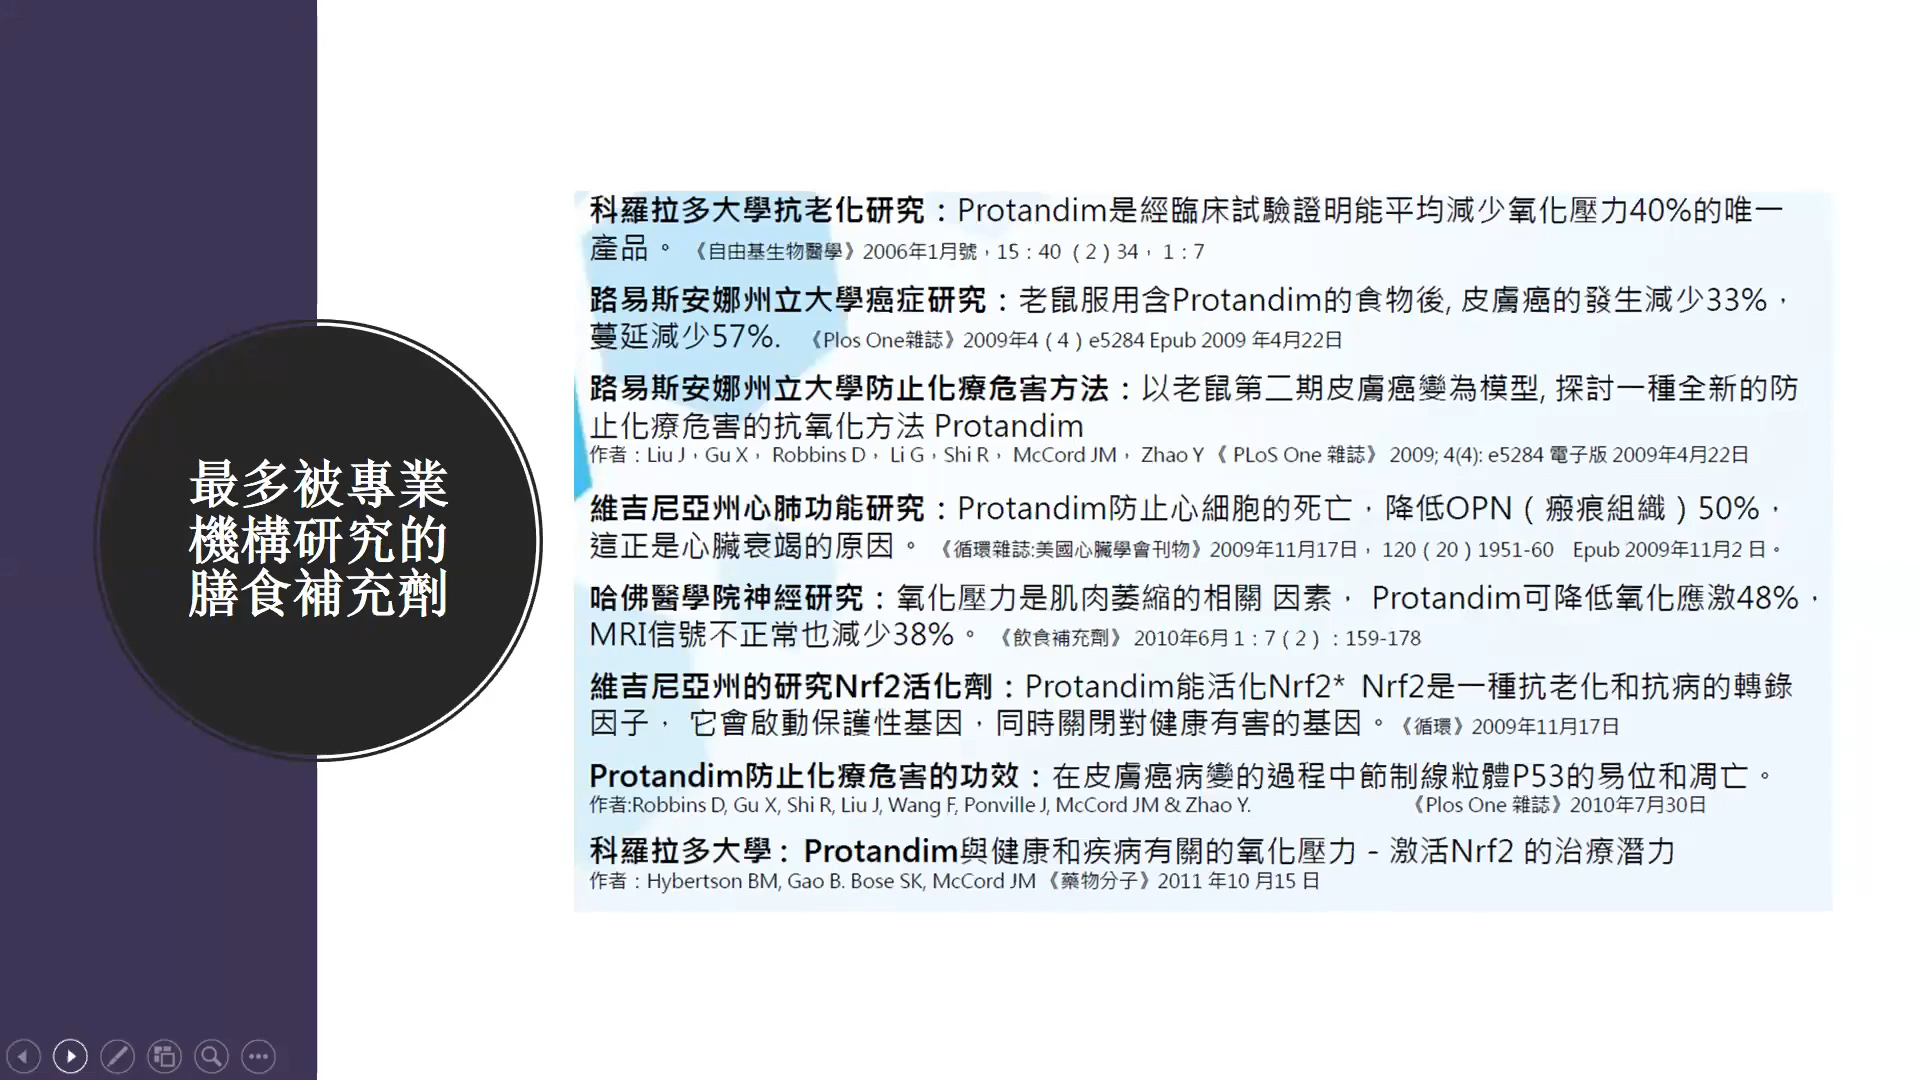 最多被專業
機構研究的
膳食補充劑
科羅拉多大學抗老化研究：Protandim是經臨床試驗證明能平均減少氧化壓力40%的唯一
產品。 《自由基生物醫學》2006年1月號，15：40（2）34， 1：7
路易斯安娜州立大學癌症研究：老鼠服用含Protandim的食物後, 皮膚癌的發生減少33%，
蔓延減少57%. 《Plos One雜誌》2009年4（4）e5284 Epub 2009 年4月22日
路易斯安娜州立大學防止化療危害方法：以老鼠第二期皮膚癌變為模型, 探討一種全新的防
止化療危害的抗氧化方法 Protandim
作者：Liu J，Gu X， Robbins D， Li G，Shi R， McCord JM， Zhao Y《 PLoS One 雜誌》 2009; 4(4): e5284 電子版 2009年4月22日
維吉尼亞州心肺功能研究：Protandim防止心細胞的死亡，降低OPN（瘢痕組織）50%，
這正是心臟衰竭的原因。 《循環雜誌:美國心臟學會刊物》2009年11月17日， 120（20）1951-60 Epub 2009年11月2 日。
哈佛醫學院神經研究：氧化壓力是肌肉萎縮的相關 因素， Protandim可降低氧化應激48%，
MRI信號不正常也減少38%。 《飲食補充劑》 2010年6月 1：7（2）：159-178
維吉尼亞州的研究Nrf2活化劑：Protandim能活化Nrf2* Nrf2是一種抗老化和抗病的轉錄
因子， 它會啟動保護性基因，同時關閉對健康有害的基因。《循環》2009年11月17日
Protandim防止化療危害的功效：在皮膚癌病變的過程中節制線粒體P53的易位和凋亡。
作者:Robbins D, Gu X, Shi R, Liu J, Wang F, Ponville J, McCord JM & Zhao Y. 《Plos One 雜誌》2010年7月30日
科羅拉多大學：Protandim與健康和疾病有關的氧化壓力－激活Nrf2 的治療潛力
作者：Hybertson BM, Gao B. Bose SK, McCord JM《藥物分子》2011 年10 月15 日